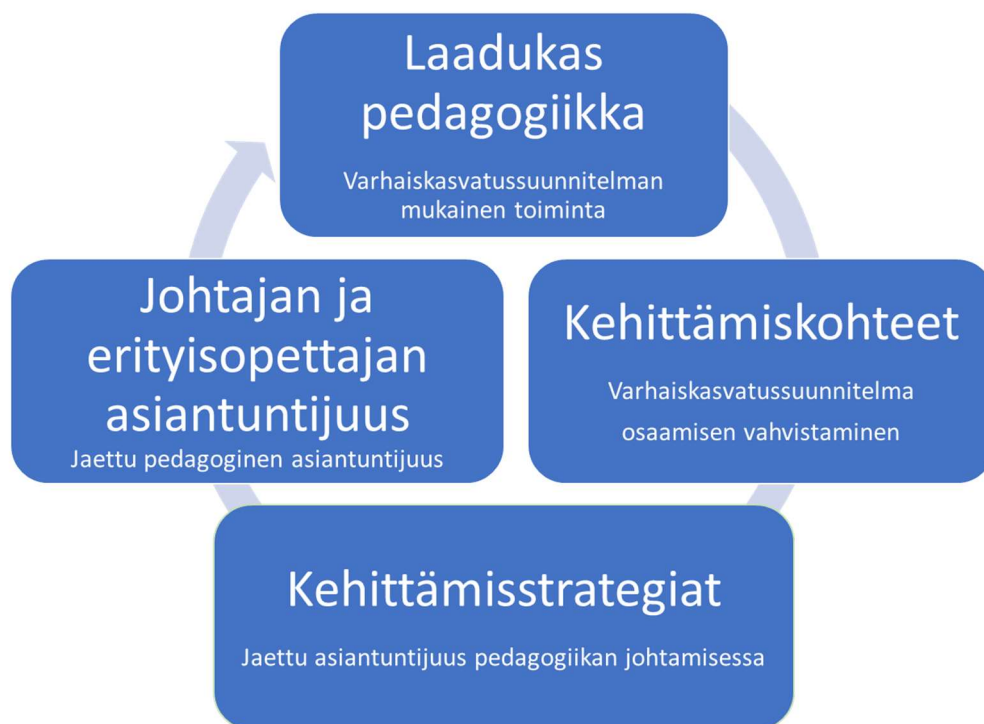 Laadukas
pedagogiikka
Varhaiskasvatussuunnitelman
mukainen toiminta
Kehittämiskohteet
Varhaiskasvatussuunnitelma
osaamisen vahvistaminen
Kehittämisstrategiat
Jaettu asiantuntijuus pedagogiikan johtamisessa
Johtajan ja
erityisopettajan
asiantuntijuus
Jaettu pedagoginen asiantuntijuus